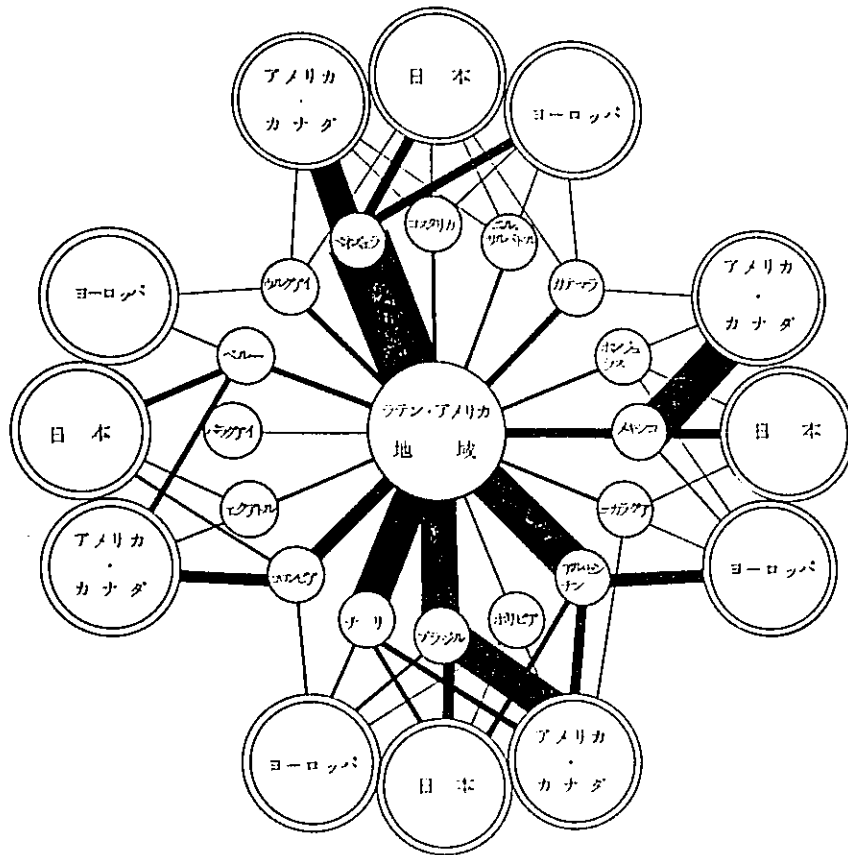 アメリカ
・
カナダ
日本
ヨーロッパ
ベネズェラ
コスタリカ
エル・
サルバドル
ウルグアイ
ガテマラ
ヨーロッパ
アメリカ
・
カナダ
ペルー
ホンジュ
ラス
日本
パラグアイ
ラテン・アメリカ
地域
メキシコ
日本
エクアドル
ニカラグア
アメリカ
・
カナダ
コロンビア
アルゼン
チン
ヨーロッパ
チリ
ブラジル
ボリビア
ヨーロッパ
日本
アメリカ
・
カナダ